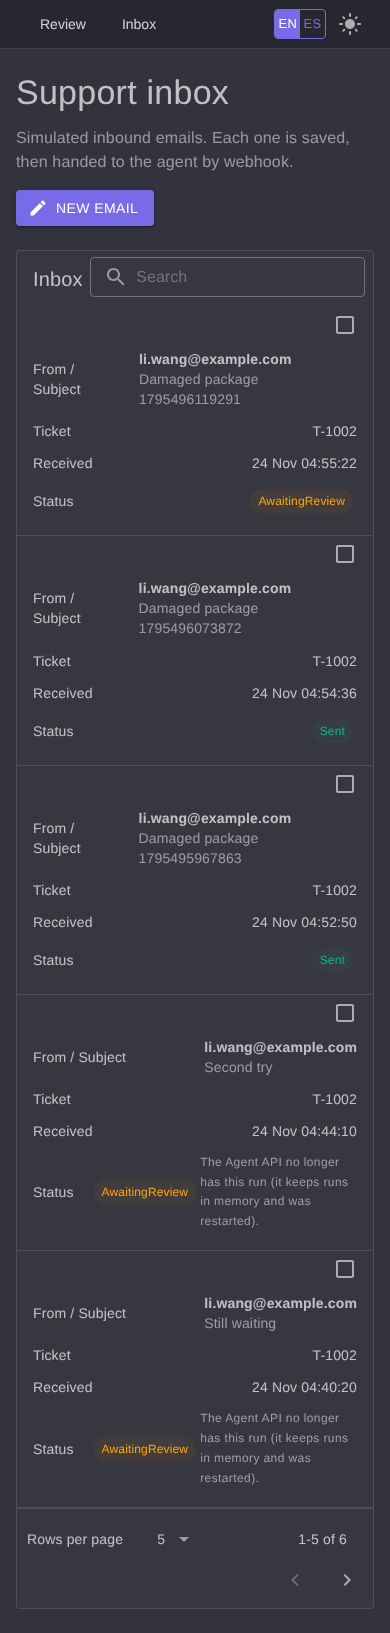 Review Inbox EN ES
Support inbox
Simulated inbound emails. Each one is saved,
then handed to the agent by webhook.
NEW EMAIL
Inbox Search
From /
Subject
li.wang@example.com
Damaged package
1795496119291
Ticket T-1002
Received 24 Nov 04:55:22
Status AwaitingReview
From /
Subject
li.wang@example.com
Damaged package
1795496073872
Ticket T-1002
Received 24 Nov 04:54:36
Status Sent
From /
Subject
li.wang@example.com
Damaged package
1795495967863
Ticket T-1002
Received 24 Nov 04:52:50
Status Sent
From / Subject
li.wang@example.com
Second try
Ticket T-1002
Received 24 Nov 04:44:10
Status AwaitingReview
The Agent API no longer
has this run (it keeps runs
in memory and was
restarted).
From / Subject
li.wang@example.com
Still waiting
Ticket T-1002
Received 24 Nov 04:40:20
Status AwaitingReview
The Agent API no longer
has this run (it keeps runs
in memory and was
restarted).
Rows per page 5 1-5 of 6